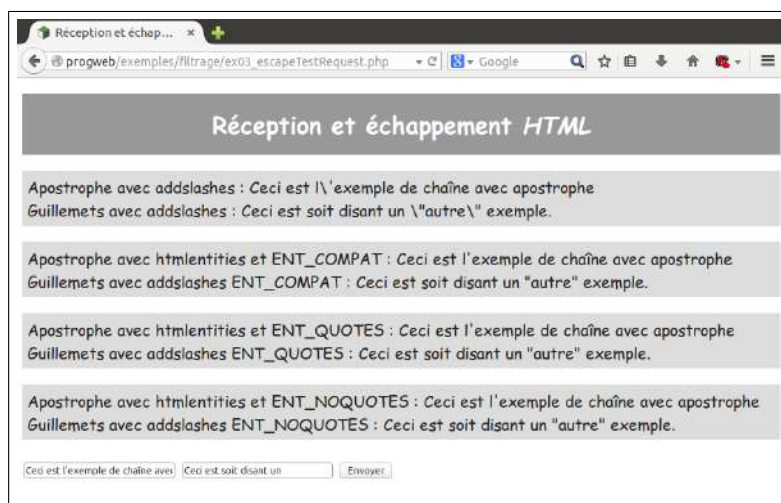 Réception et échap... ×
progweb/exemples/filtrage/ex03_escapeTestRequest.php Google
Réception et échappement HTML
Apostrophe avec addslashes : Ceci est l\'exemple de chaîne avec apostrophe
Guillemets avec addslashes : Ceci est soit disant un \"autre\" exemple.
Apostrophe avec htmlentities et ENT_COMPAT : Ceci est l'exemple de chaîne avec apostrophe
Guillemets avec addslashes ENT_COMPAT : Ceci est soit disant un "autre" exemple.
Apostrophe avec htmlentities et ENT_QUOTES : Ceci est l'exemple de chaîne avec apostrophe
Guillemets avec addslashes ENT_QUOTES : Ceci est soit disant un "autre" exemple.
Apostrophe avec htmlentities et ENT_NOQUOTES : Ceci est l'exemple de chaîne avec apostrophe
Guillemets avec addslashes ENT_NOQUOTES : Ceci est soit disant un "autre" exemple.
Ceci est l'exemple de chaîne avec Ceci est soit disant un Envoyer